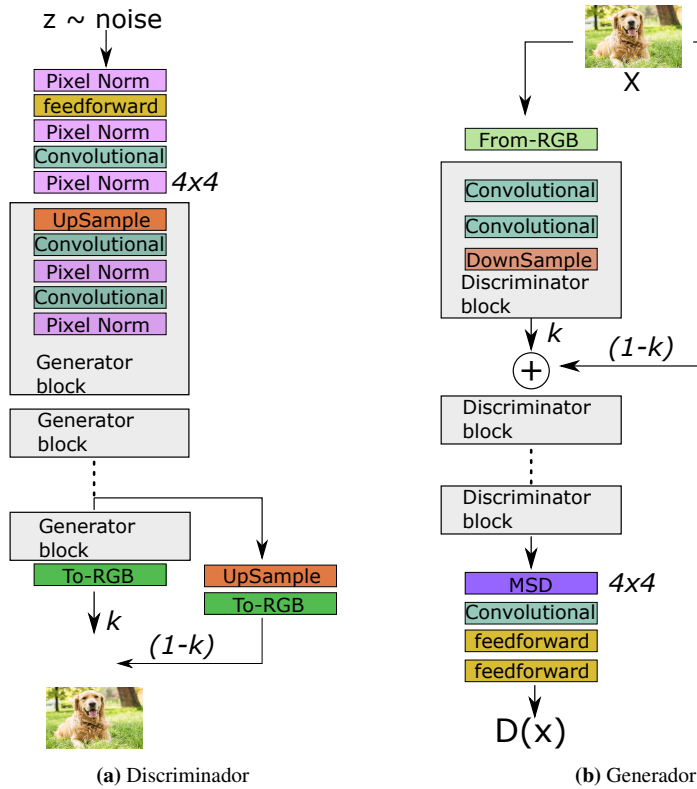 z ~ noise
Pixel Norm
feedforward
Pixel Norm
Convolutional
Pixel Norm
4x4
UpSample
Convolutional
Pixel Norm
Convolutional
Pixel Norm
Generator
block
Generator
block
Generator
block
To-RGB
UpSample
To-RGB
k
(1-k)
(a) Discriminador
X
From-RGB
Convolutional
Convolutional
DownSample
Discriminator
block
k
(1-k)
+
Discriminator
block
Discriminator
block
MSD
4x4
Convolutional
feedforward
feedforward
D(x)
(b) Generador